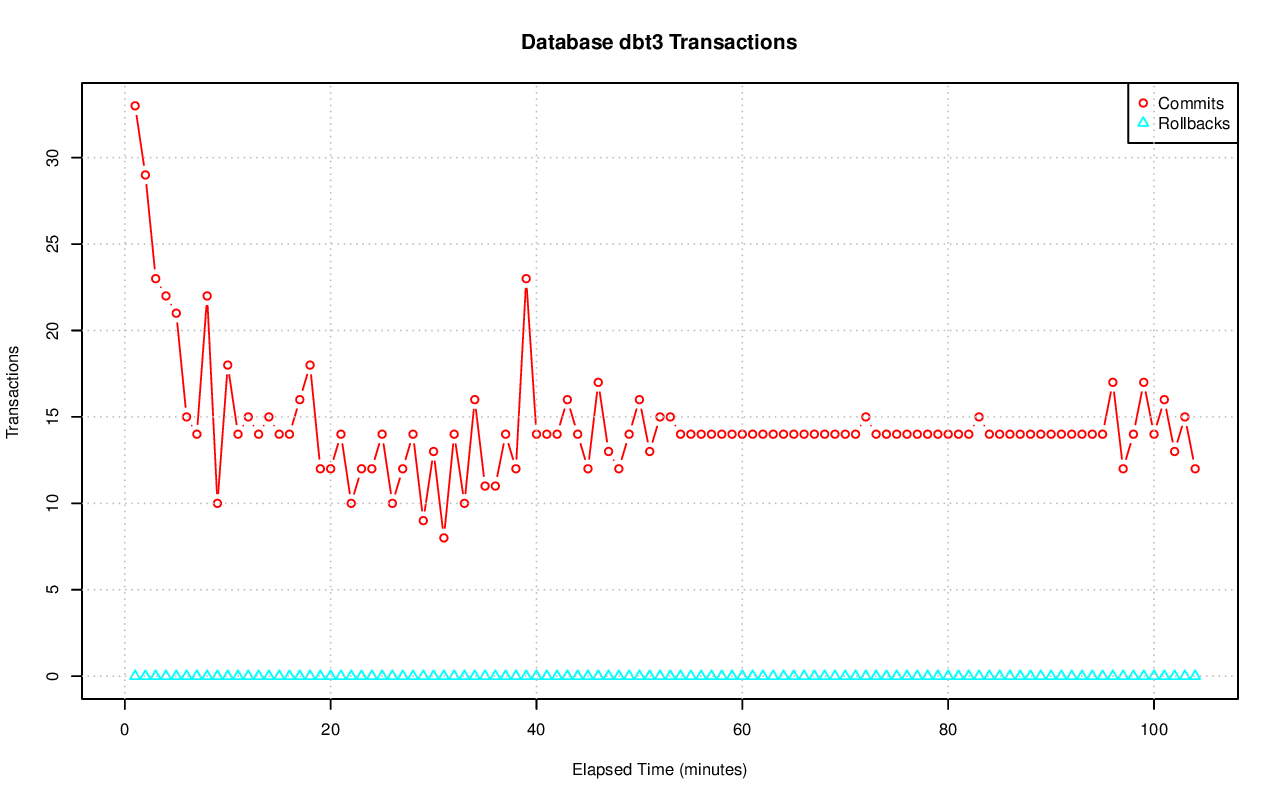 Database dbt3 Transactions
Commits
Rollbacks
Transactions
30
25
20
15
10
5
0
0 20 40 60 80 100
Elapsed Time (minutes)